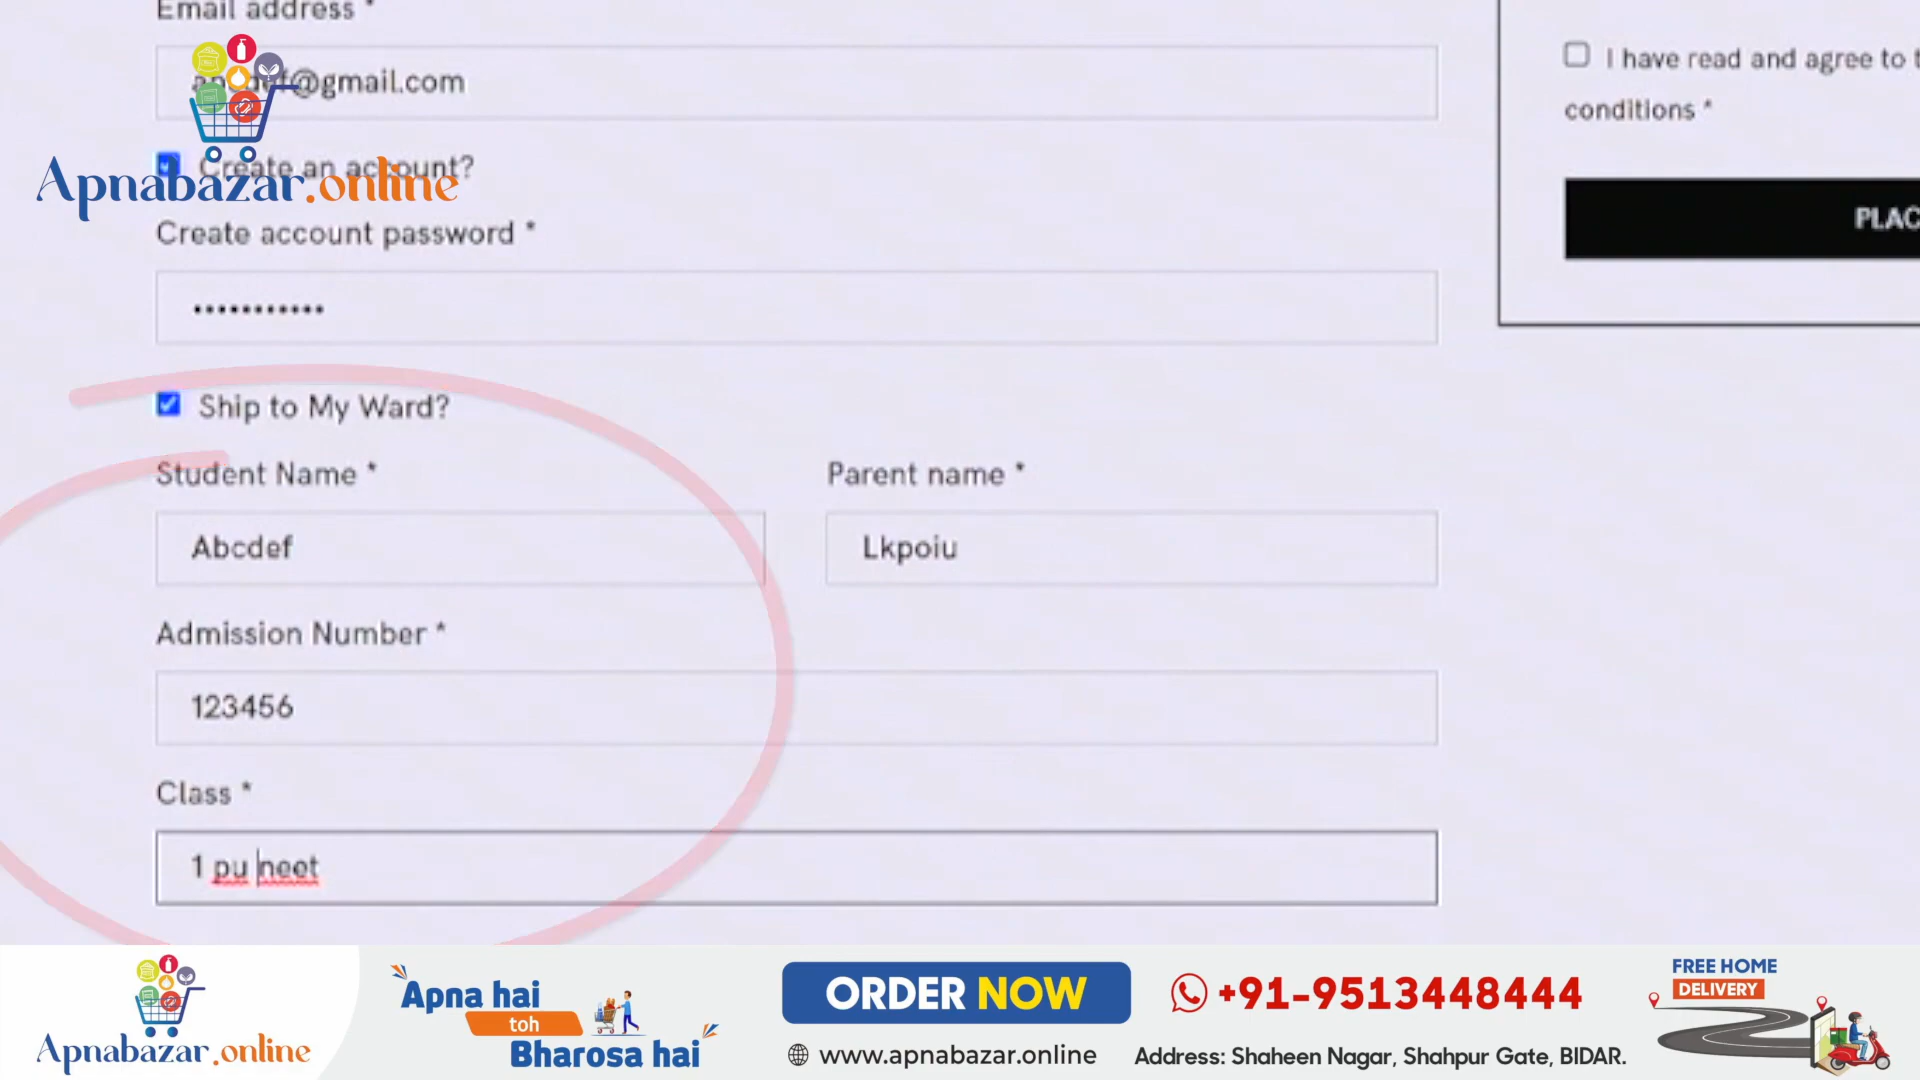 Email address *
@gmail.com
Create an account?
Apnabazar.online
Create account password *
•••••••••••
Ship to My Ward?
Student Name *
Parent name *
Abcdef
Lkpoiu
Admission Number *
123456
Class *
1 pu neet
I have read and agree to t
conditions *
PLAC
Apnabazar.online
Apna hai
toh
Bharosa hai
ORDER NOW
www.apnabazar.online
+91-9513448444
Address: Shaheen Nagar, Shahpur Gate, BIDAR.
FREE HOME
DELIVERY